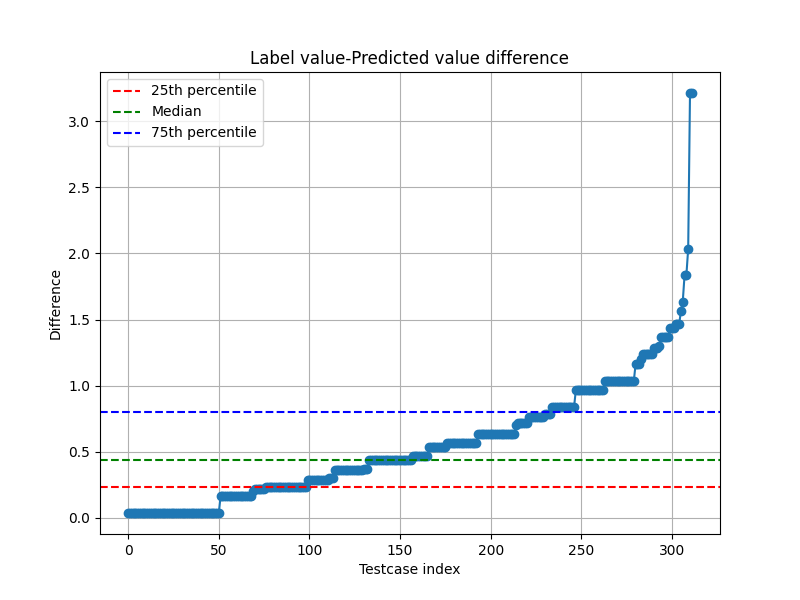 Label value-Predicted value difference
25th percentile
Median
75th percentile
3.0
2.5
2.0
1.5
1.0
0.5
0.0
Difference
0 50 100 150 200 250 300
Testcase index